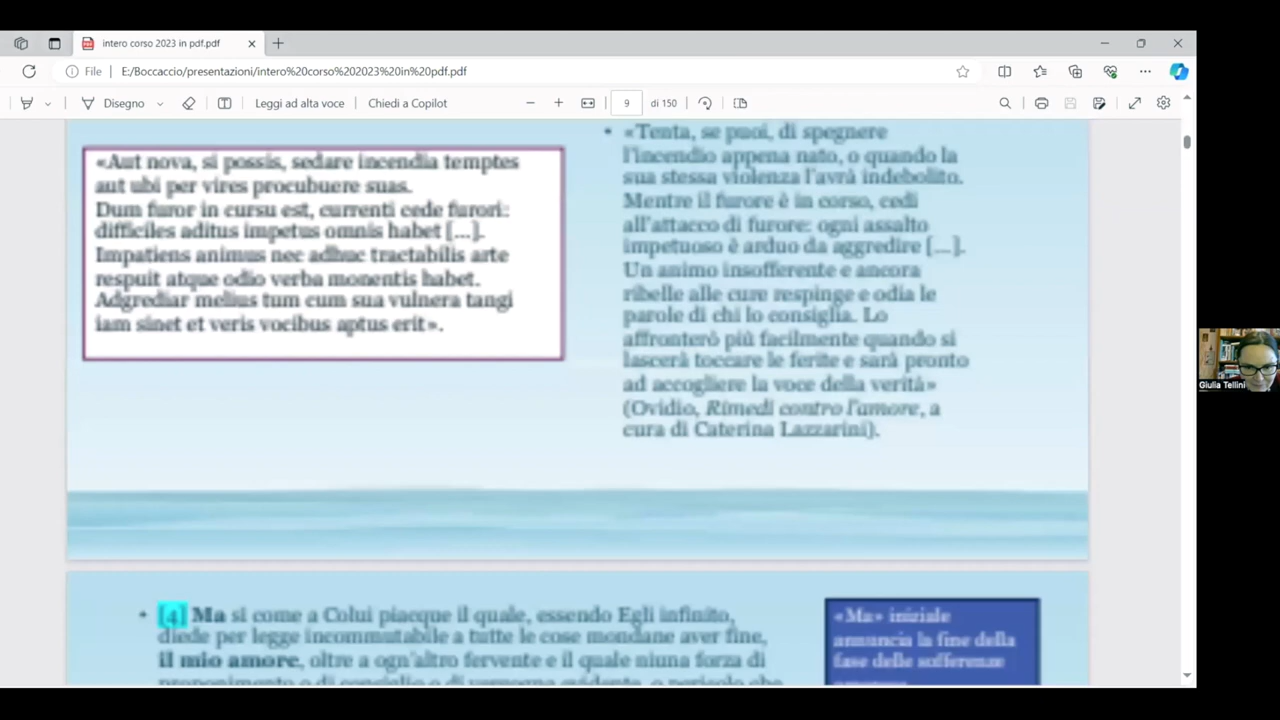 intero corso 2023 in pdf.pdf
File E:/Boccaccio/presentazioni/intero%20corso%202023%20in%20pdf.pdf
Disegno Leggi ad alta voce Chiedi a Copilot 9 di 150
«Aut nova, si possis, sedare incendia temptes
aut ubi per vires procubuere suas.
Dum furor in cursu est, currenti cede furori:
difficiles aditus impetus omnis habet [...].
Impatiens animus nec adhuc tractabilis arte
respuit atque odio verba monentis habet.
Adgrediar melius tum cum sua vulnera tangi
iam sinet et veris vocibus aptus erit».
• «Tenta, se puoi, di spegnere
l'incendio appena nato, o quando la
sua stessa violenza l'avrà indebolito.
Mentre il furore è in corso, cedi
all'attacco di furore: ogni assalto
impetuoso è arduo da aggredire [...].
Un animo insofferente e ancora
ribelle alle cure respinge e odia le
parole di chi lo consiglia. Lo
affronterò più facilmente quando si
lascerà toccare le ferite e sarà pronto
ad accogliere la voce della verità»
(Ovidio, Rimedi contro l'amore, a
cura di Caterina Lazzarini).
• [4] Ma sì come a Colui piacque il quale, essendo Egli infinito,
diede per legge incommutabile a tutte le cose mondane aver fine,
il mio amore, oltre a ogn'altro fervente e il quale niuna forza di
proponimento o di consiglio o di vergogna evidente, o pericolo che
«Ma» iniziale
annuncia la fine della
fase delle sofferenze
Giulia Tellini